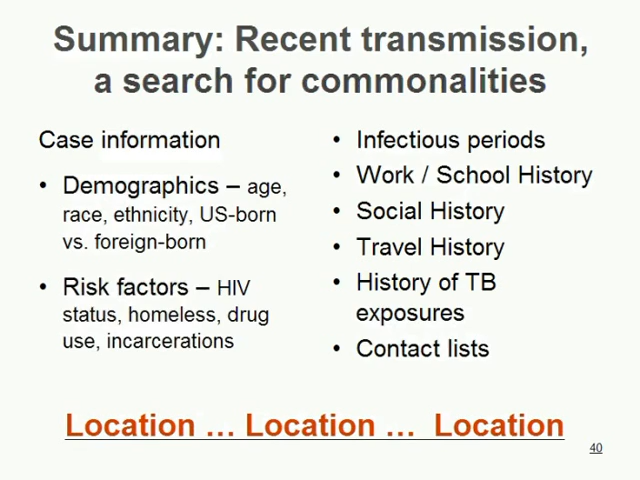 Summary: Recent transmission,
a search for commonalities
Case information
• Demographics – age,
race, ethnicity, US-born
vs. foreign-born
• Risk factors – HIV
status, homeless, drug
use, incarcerations
• Infectious periods
• Work / School History
• Social History
• Travel History
• History of TB
exposures
• Contact lists
Location … Location … Location
40